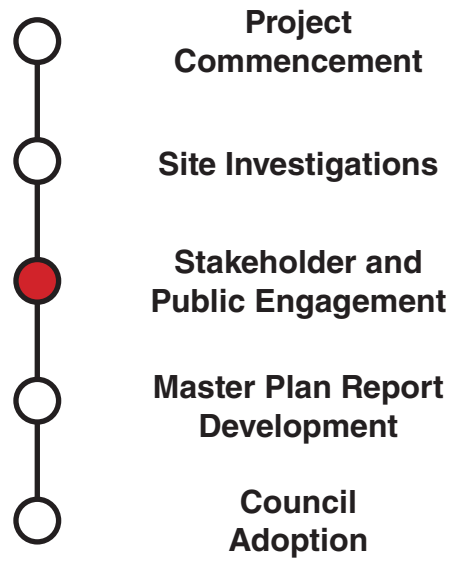 Project
Commencement
Site Investigations
Stakeholder and
Public Engagement
Master Plan Report
Development
Council
Adoption